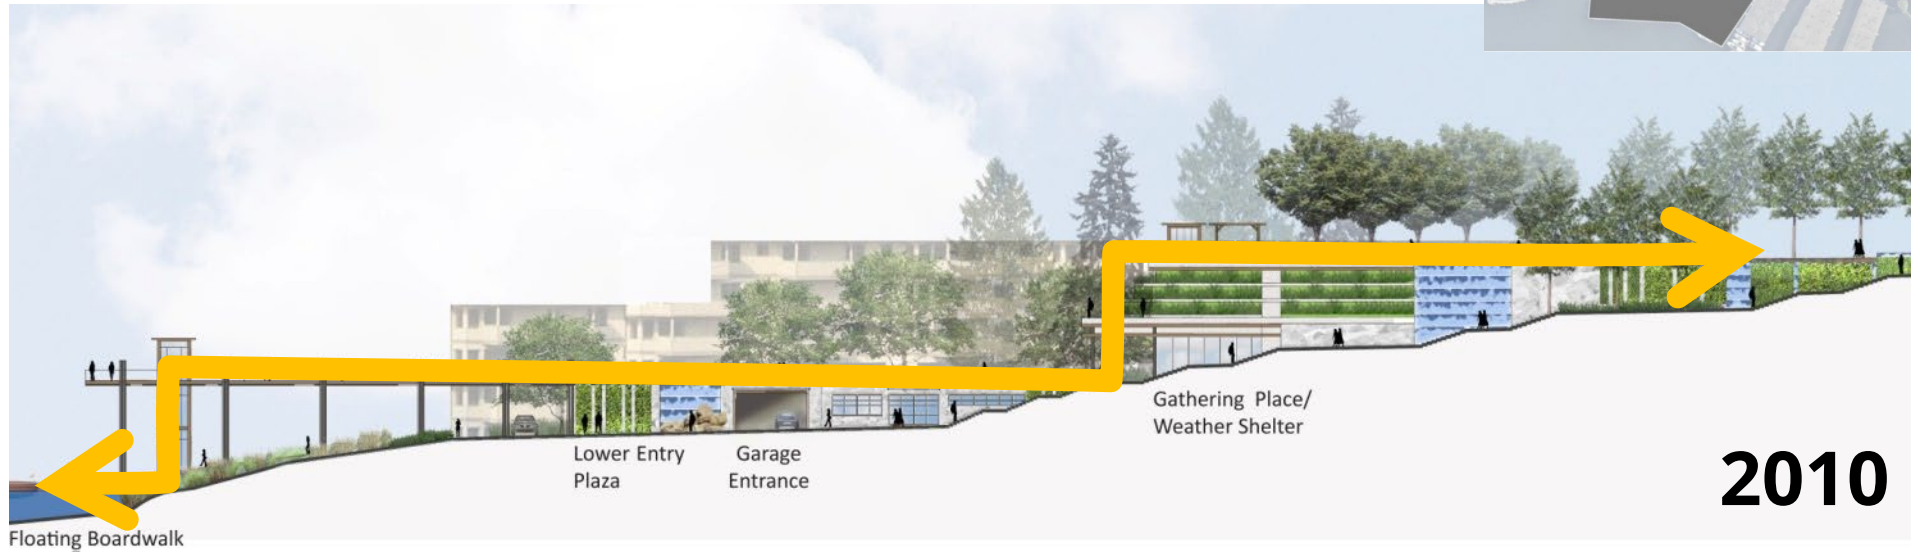 Gathering Place/
Weather Shelter
Lower Entry
Plaza
Garage
Entrance
2010
Floating Boardwalk